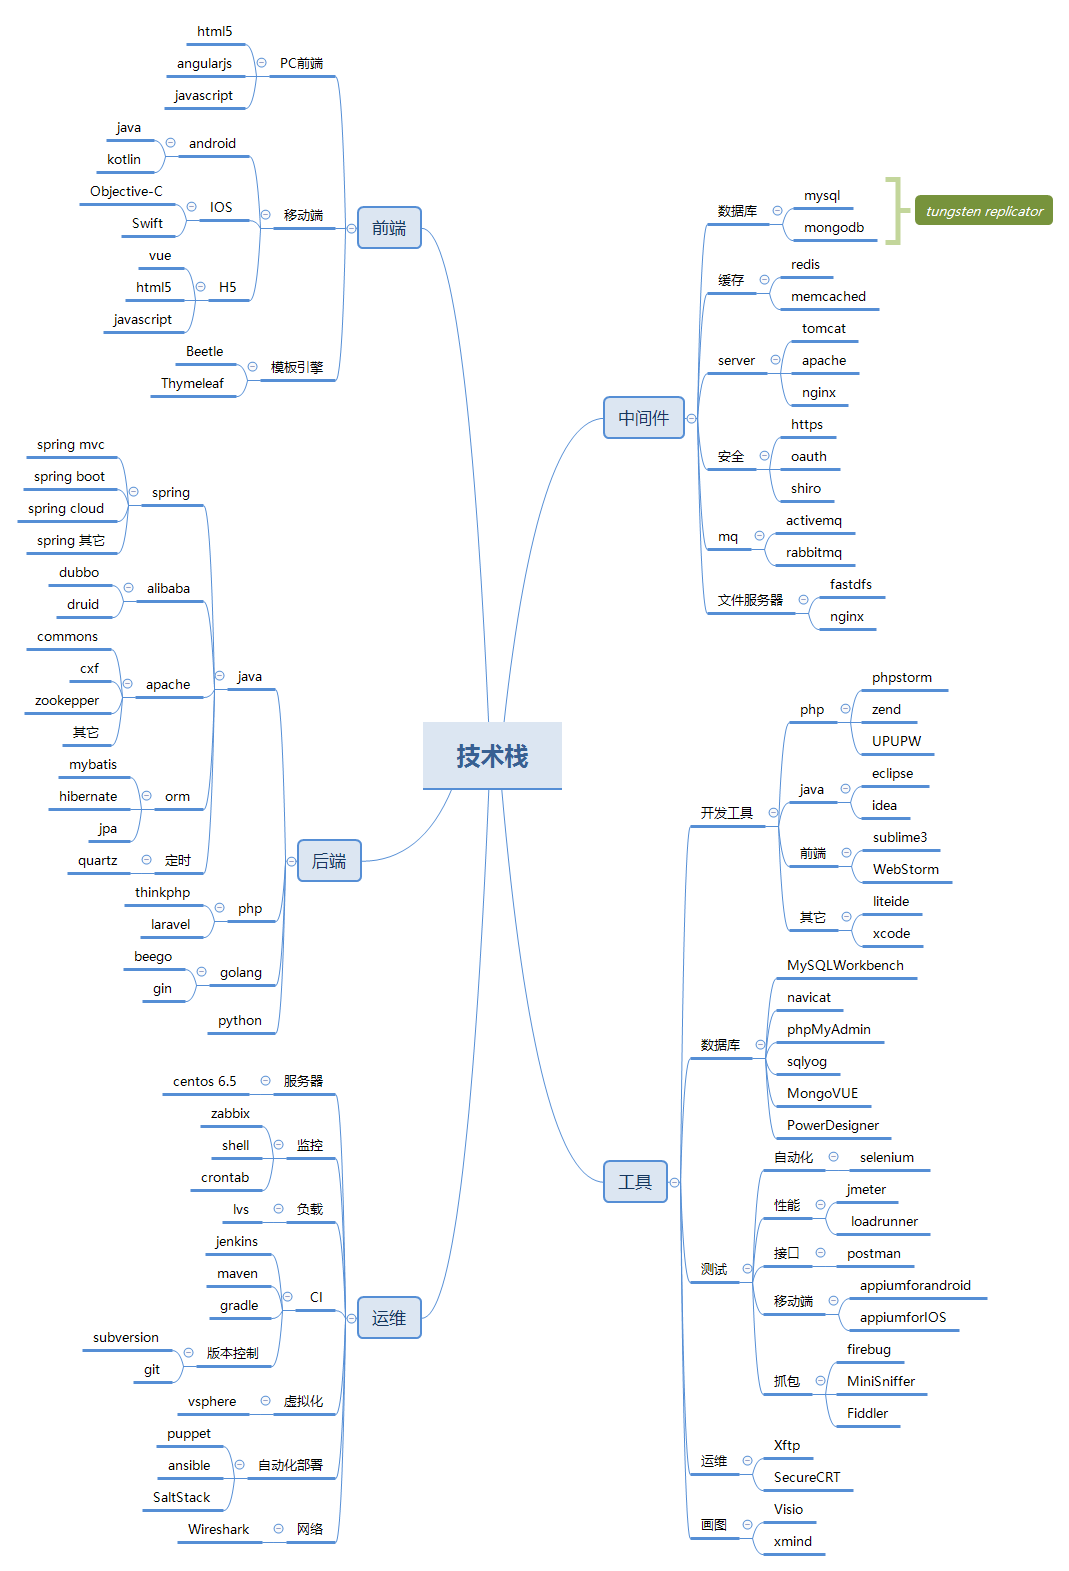 技术栈
前端
PC前端
html5
angularjs
javascript
移动端
android
java
kotlin
IOS
Objective-C
Swift
H5
vue
html5
javascript
模板引擎
Beetle
Thymeleaf
后端
java
spring
spring mvc
spring boot
spring cloud
spring 其它
alibaba
dubbo
druid
apache
commons
cxf
zookepper
其它
orm
mybatis
hibernate
jpa
定时
quartz
php
thinkphp
laravel
golang
beego
gin
python
运维
服务器
centos 6.5
监控
zabbix
shell
crontab
负载
lvs
CI
jenkins
maven
gradle
版本控制
subversion
git
虚拟化
vsphere
自动化部署
puppet
ansible
SaltStack
网络
Wireshark
中间件
数据库
mysql
mongodb
tungsten replicator
缓存
redis
memcached
server
tomcat
apache
nginx
安全
https
oauth
shiro
mq
activemq
rabbitmq
文件服务器
fastdfs
nginx
工具
开发工具
php
phpstorm
zend
UPUPW
java
eclipse
idea
前端
sublime3
WebStorm
其它
liteide
xcode
数据库
MySQLWorkbench
navicat
phpMyAdmin
sqlyog
MongoVUE
PowerDesigner
测试
自动化
selenium
性能
jmeter
loadrunner
接口
postman
移动端
appiumforandroid
appiumforIOS
抓包
firebug
MiniSniffer
Fiddler
运维
Xftp
SecureCRT
画图
Visio
xmind